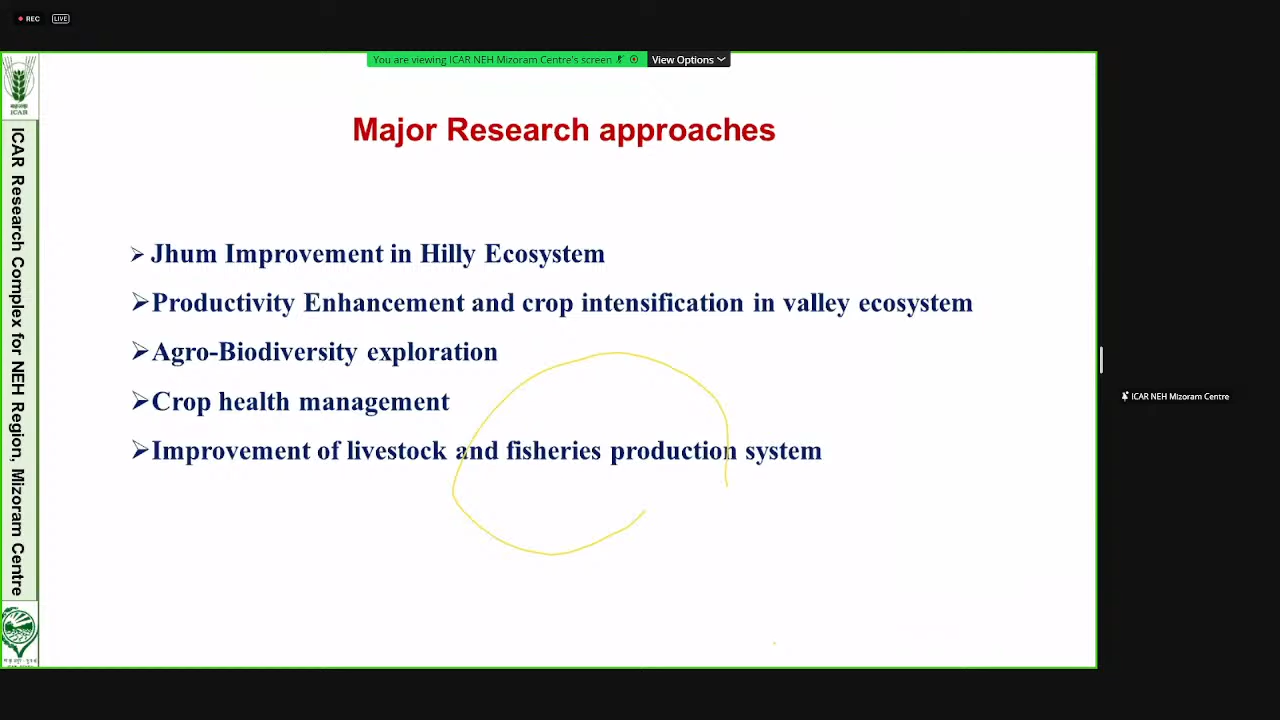 REC
LIVE
You are viewing ICAR NEH Mizoram Centre's screen
View Options
ICAR
ICAR Research Complex for NEH Region, Mizoram Centre
Major Research approaches
➢ Jhum Improvement in Hilly Ecosystem
➢Productivity Enhancement and crop intensification in valley ecosystem
➢Agro-Biodiversity exploration
➢Crop health management
➢Improvement of livestock and fisheries production system
ICAR NEH Mizoram Centre